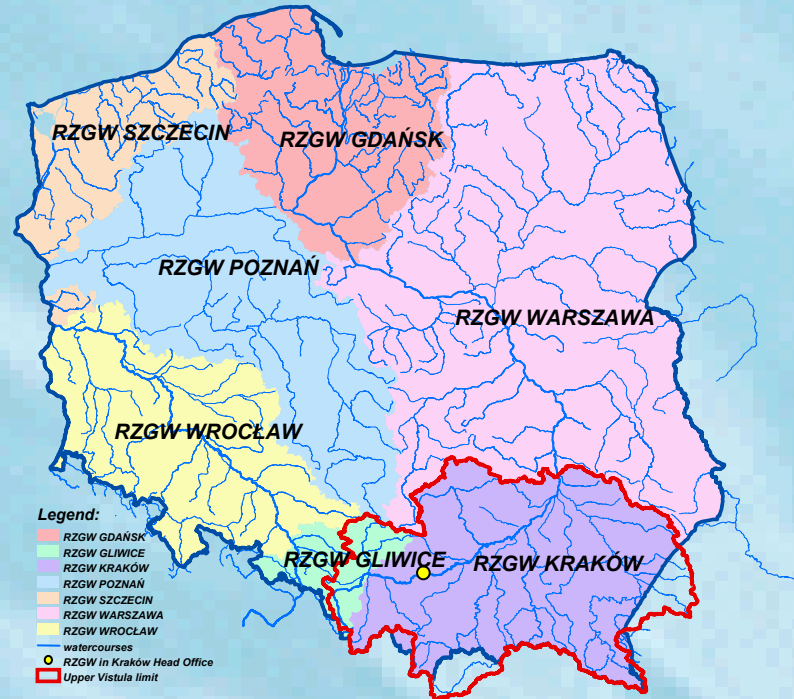 RZGW SZCZECIN
RZGW GDAŃSK
RZGW POZNAŃ
RZGW WARSZAWA
RZGW WROCŁAW
RZGW GLIWICE
RZGW KRAKÓW
Legend:
RZGW GDAŃSK
RZGW GLIWICE
RZGW KRAKÓW
RZGW POZNAŃ
RZGW SZCZECIN
RZGW WARSZAWA
RZGW WROCŁAW
watercourses
RZGW in Kraków Head Office
Upper Vistula limit